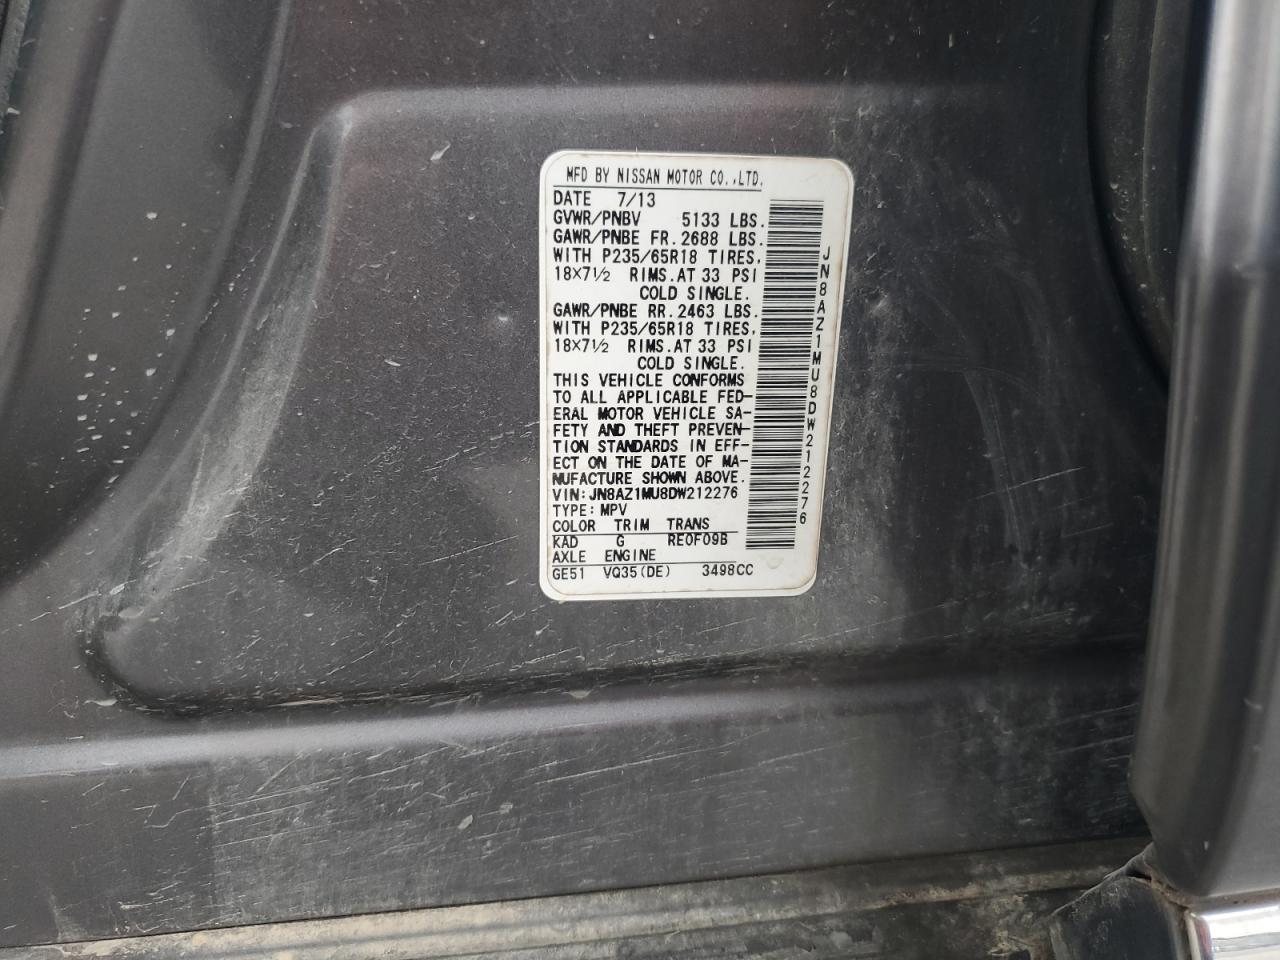 MFD BY NISSAN MOTOR CO.,LTD.
DATE 7/13
GVWR/PNBV 5133 LBS.
GAWR/PNBE FR.2688 LBS.
WITH P235/65R18 TIRES,
18X7½ RIMS.AT 33 PSI
COLD SINGLE.
GAWR/PNBE RR.2463 LBS.
WITH P235/65R18 TIRES,
18X7½ RIMS.AT 33 PSI
COLD SINGLE.
THIS VEHICLE CONFORMS
TO ALL APPLICABLE FED-
ERAL MOTOR VEHICLE SA-
FETY AND THEFT PREVEN-
TION STANDARDS IN EFF-
ECT ON THE DATE OF MA-
NUFACTURE SHOWN ABOVE.
VIN:JN8AZ1MU8DW212276
TYPE:MPV
COLOR TRIM TRANS
KAD G RE0F09B
AXLE ENGINE
GE51 VQ35(DE) 3498CC
JN8AZ1MU8DW212276